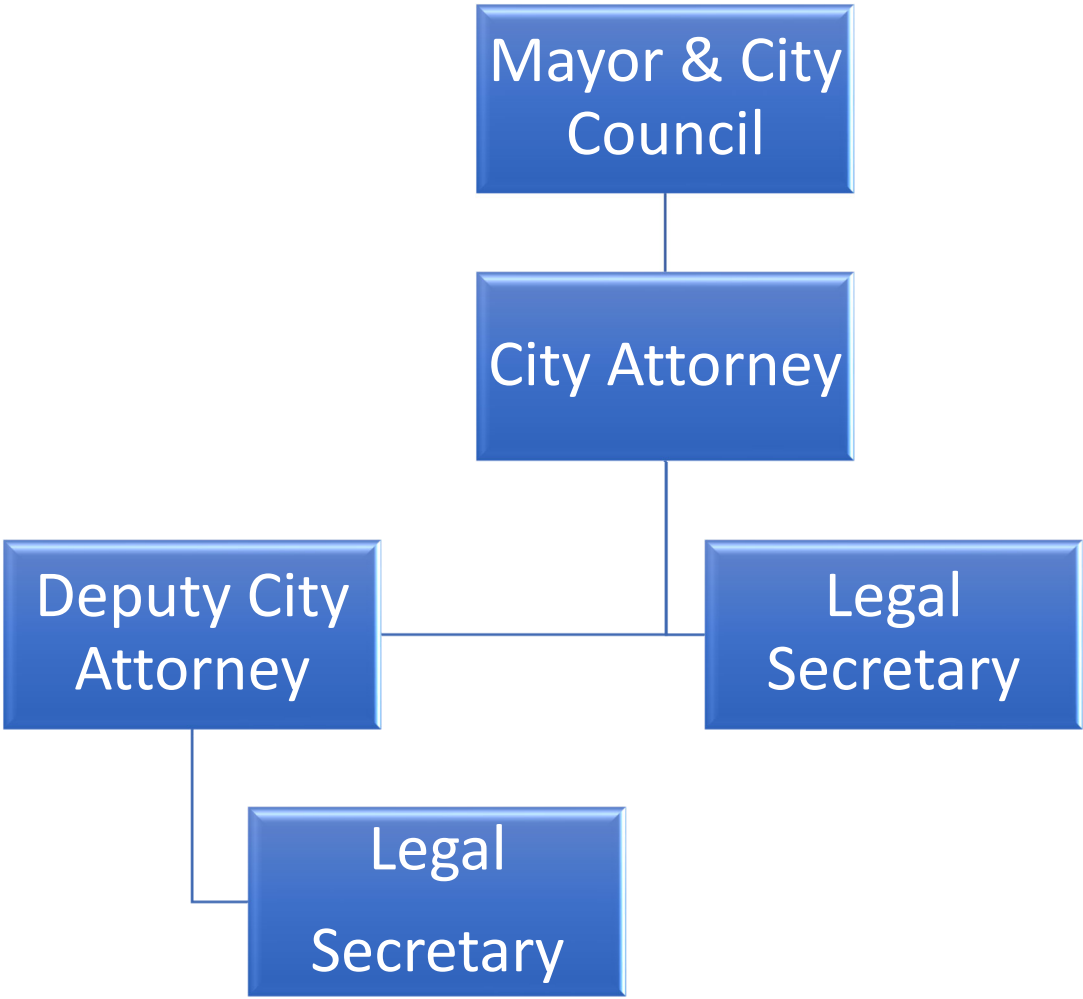 Mayor & City
Council
City Attorney
Deputy City
Attorney
Legal
Secretary
Legal
Secretary